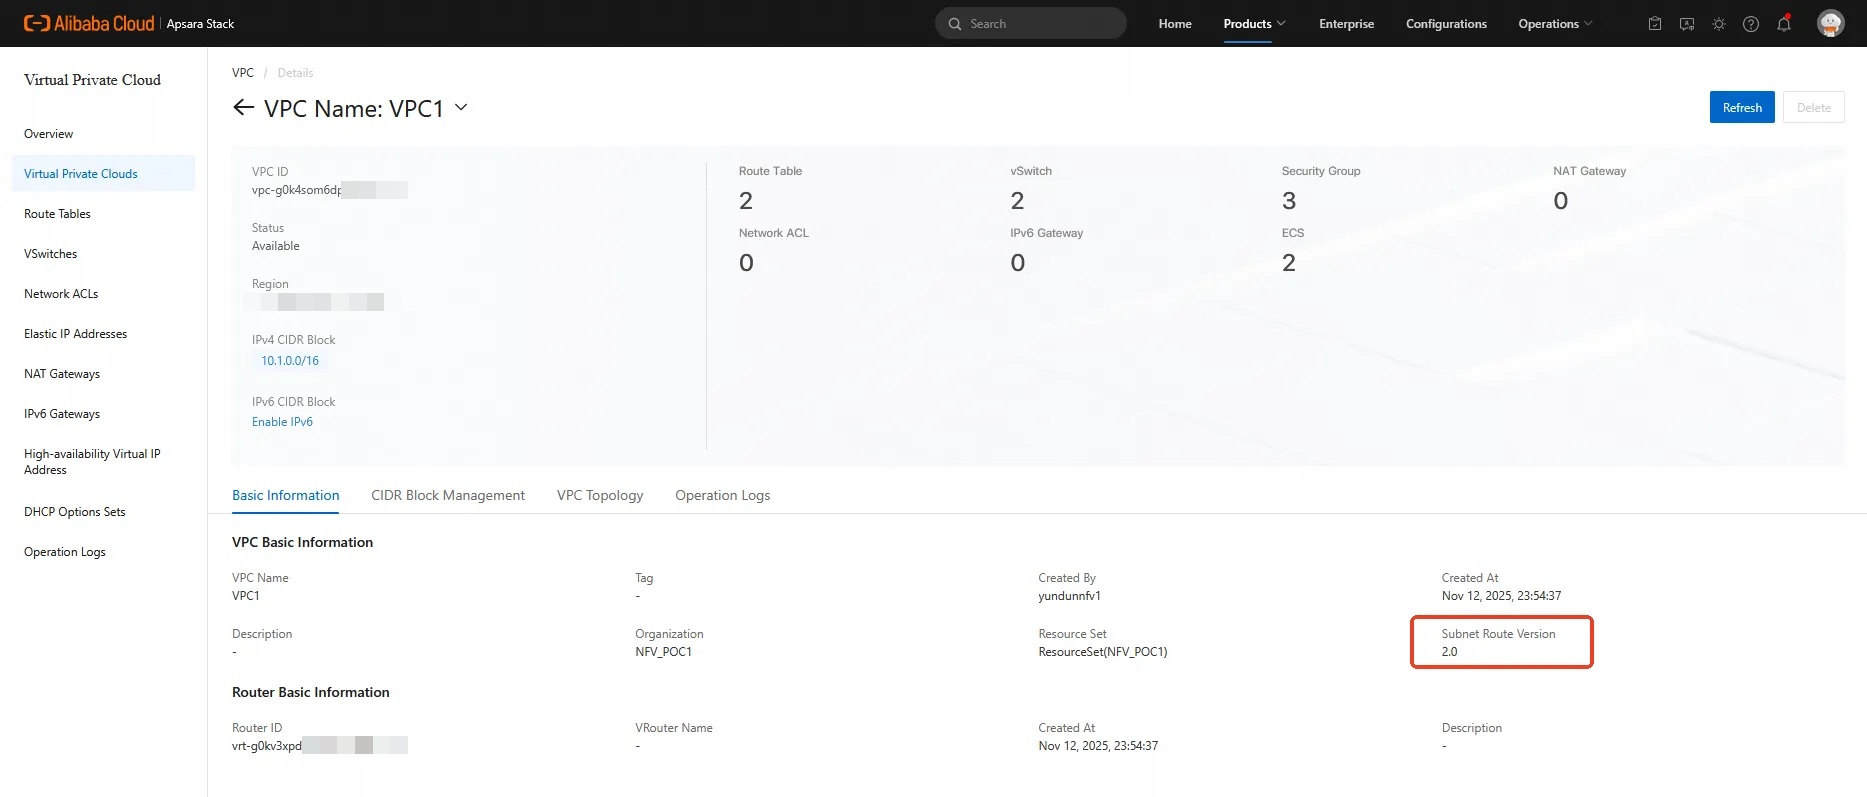 Alibaba Cloud | Apsara Stack
Search
Home
Products
Enterprise
Configurations
Operations
Virtual Private Cloud
Overview
Virtual Private Clouds
Route Tables
VSwitches
Network ACLs
Elastic IP Addresses
NAT Gateways
IPv6 Gateways
High-availability Virtual IP
Address
DHCP Options Sets
Operation Logs
VPC / Details
VPC Name: VPC1
Refresh
Delete
VPC ID
vpc-g0k4som6dp
Status
Available
Region
IPv4 CIDR Block
10.1.0.0/16
IPv6 CIDR Block
Enable IPv6
Route Table
2
vSwitch
2
Security Group
3
NAT Gateway
0
Network ACL
0
IPv6 Gateway
0
ECS
2
Basic Information
CIDR Block Management
VPC Topology
Operation Logs
VPC Basic Information
VPC Name
VPC1
Tag
-
Created By
yundunnfv1
Created At
Nov 12, 2025, 23:54:37
Description
-
Organization
NFV_POC1
Resource Set
ResourceSet(NFV_POC1)
Subnet Route Version
2.0
Router Basic Information
Router ID
vrt-g0kv3xpd
VRouter Name
-
Created At
Nov 12, 2025, 23:54:37
Description
-